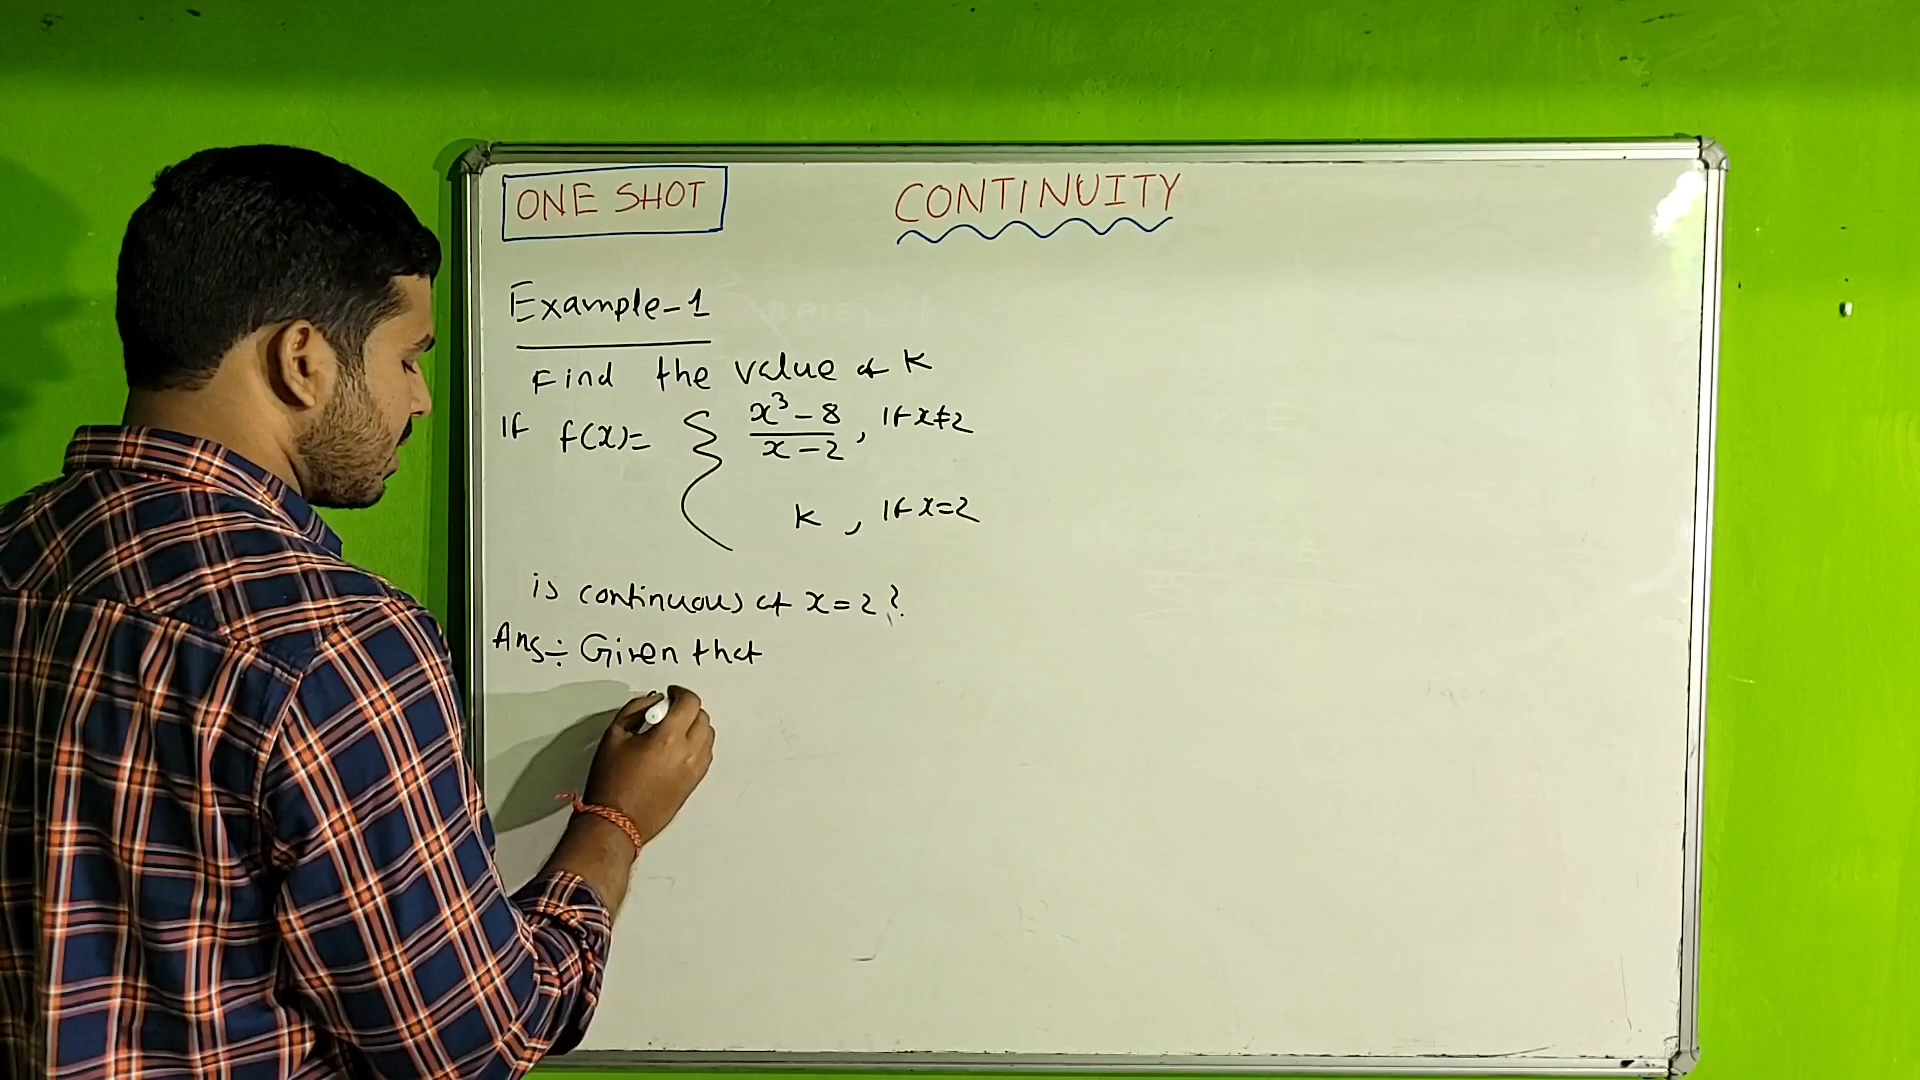 ONE SHOT
CONTINUITY
Example-1
Find the value of K
If f(x)= { x³-8 / x-2 , if x≠2
K , if x=2
is continuous at x=2?
Ans÷ Given that